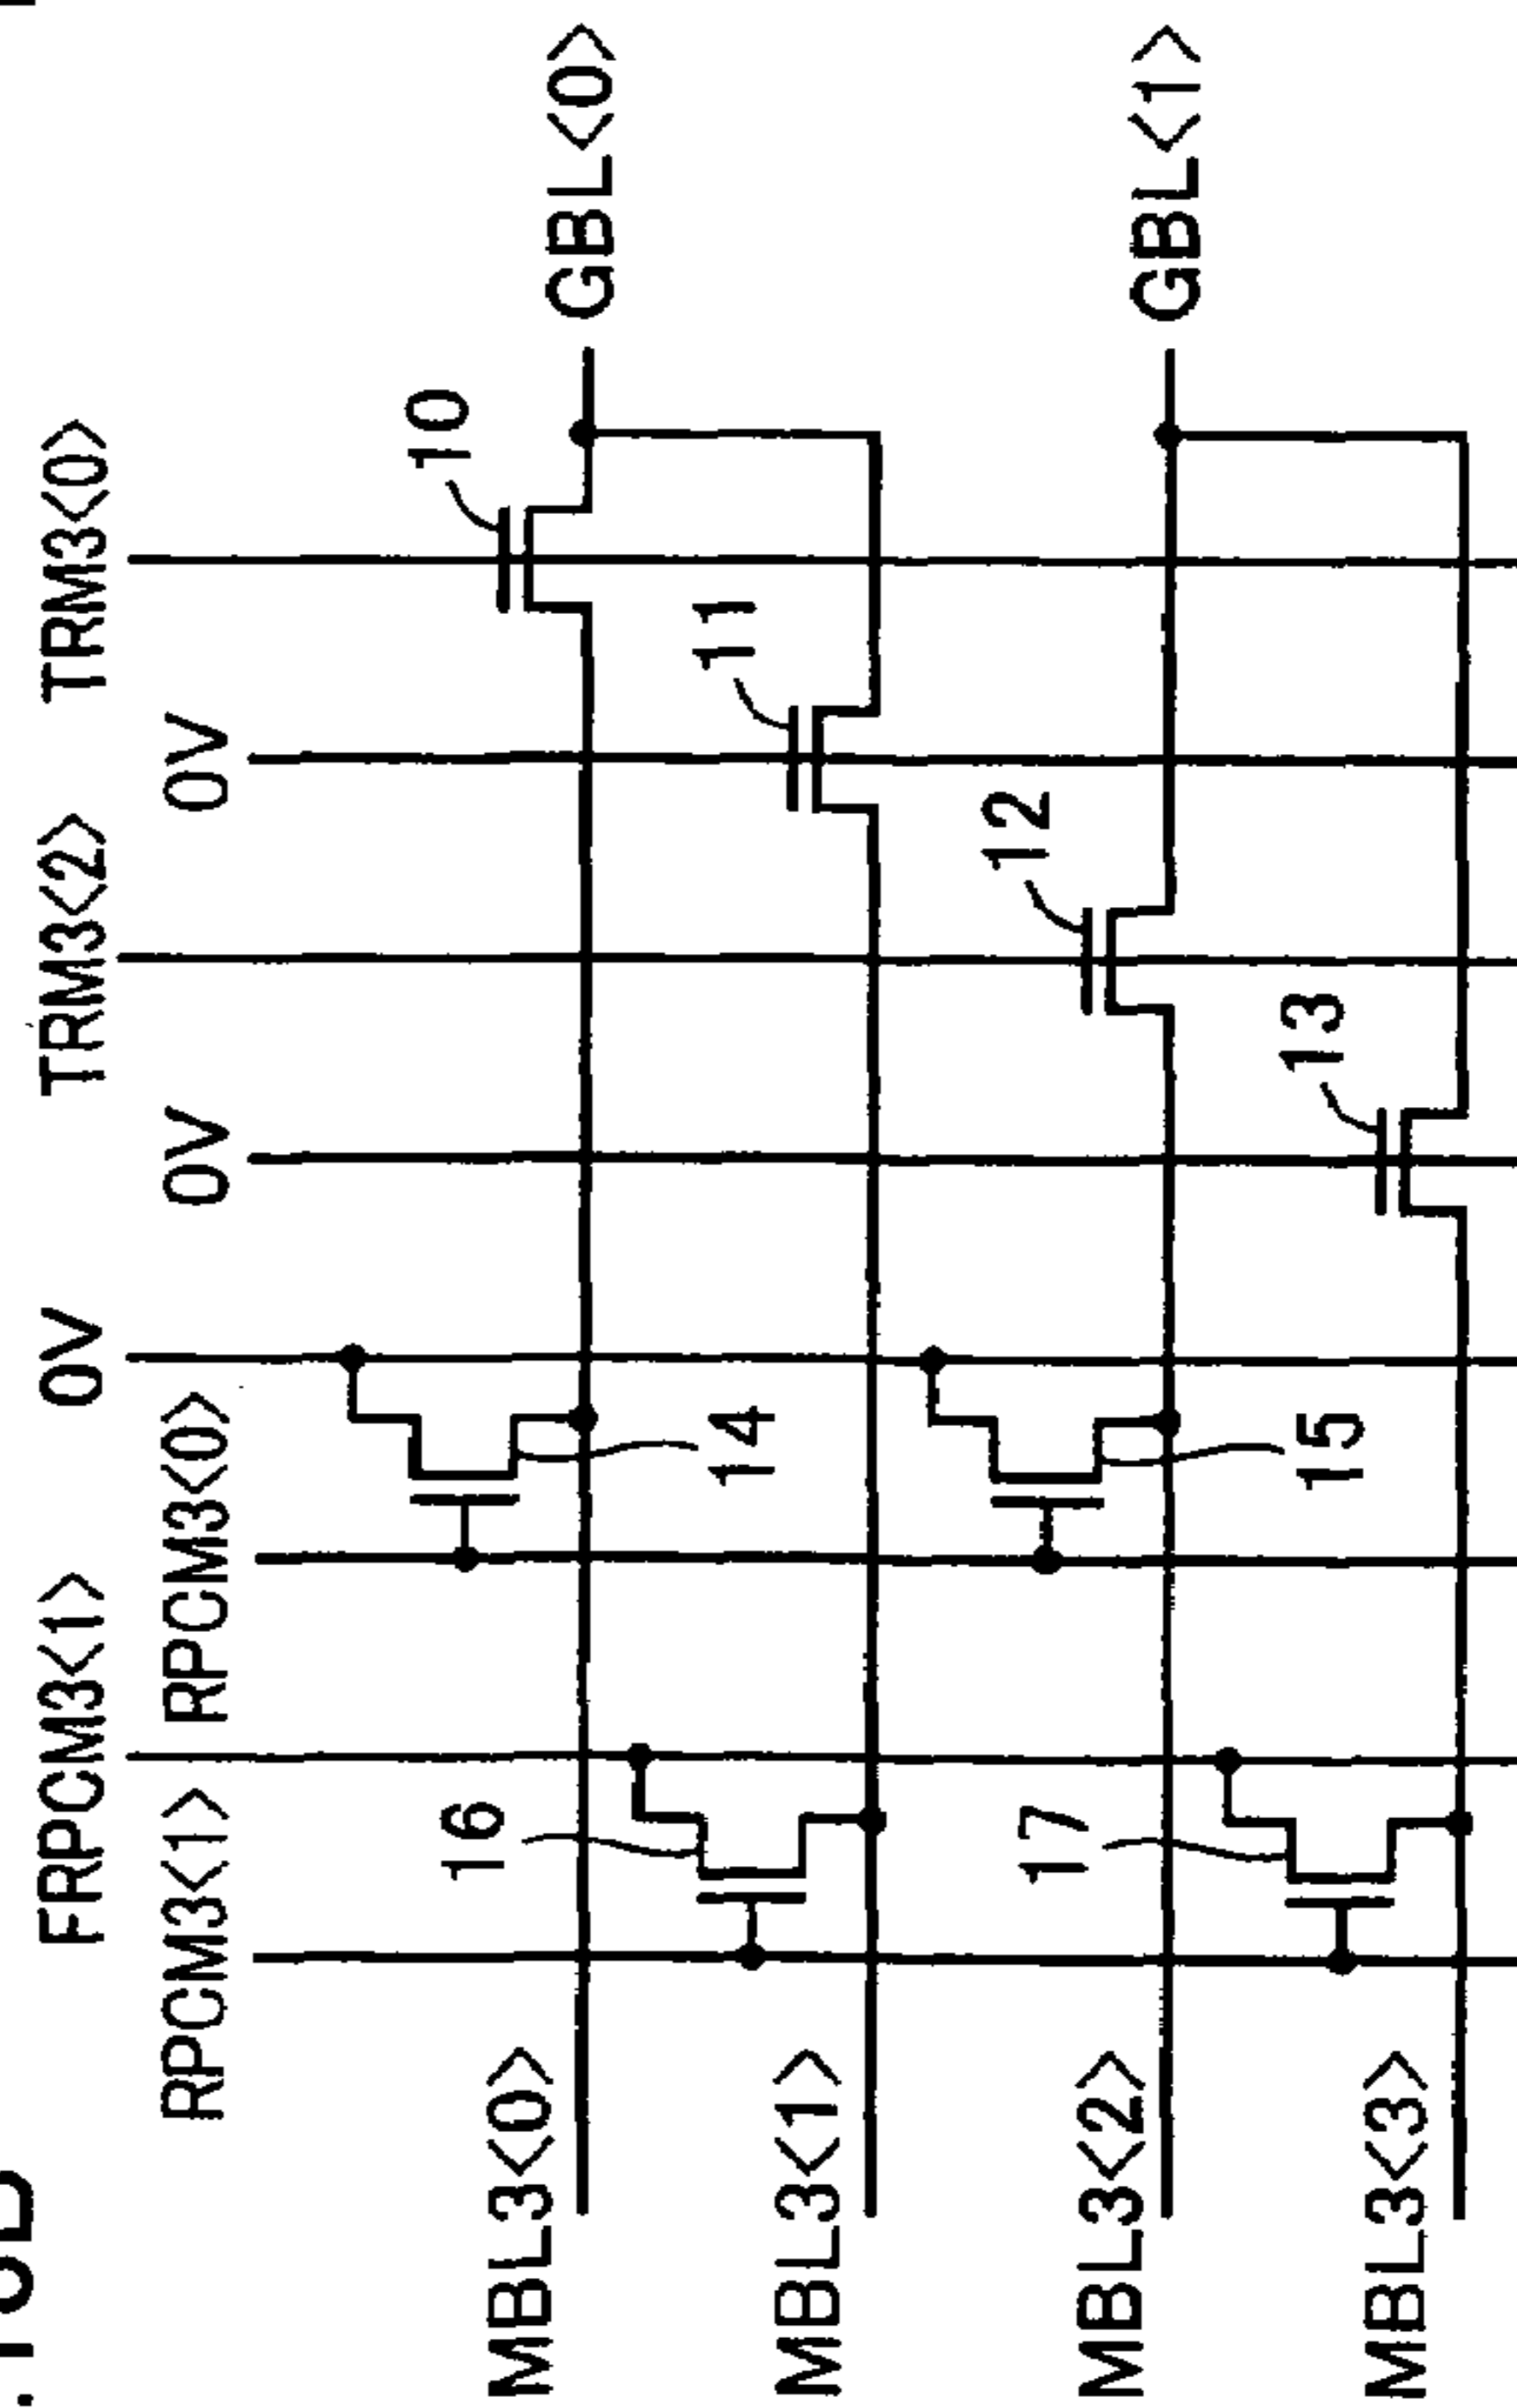 RPCM3<1>
FRPCM3<1>
RPCM3<0>
0V
0V
TRM3<2>
0V
TRM3<0>
MBL3<0>
14
16
10
GBL<0>
MBL3<1>
11
MBL3<2>
17
15
12
GBL<1>
MBL3<3>
13